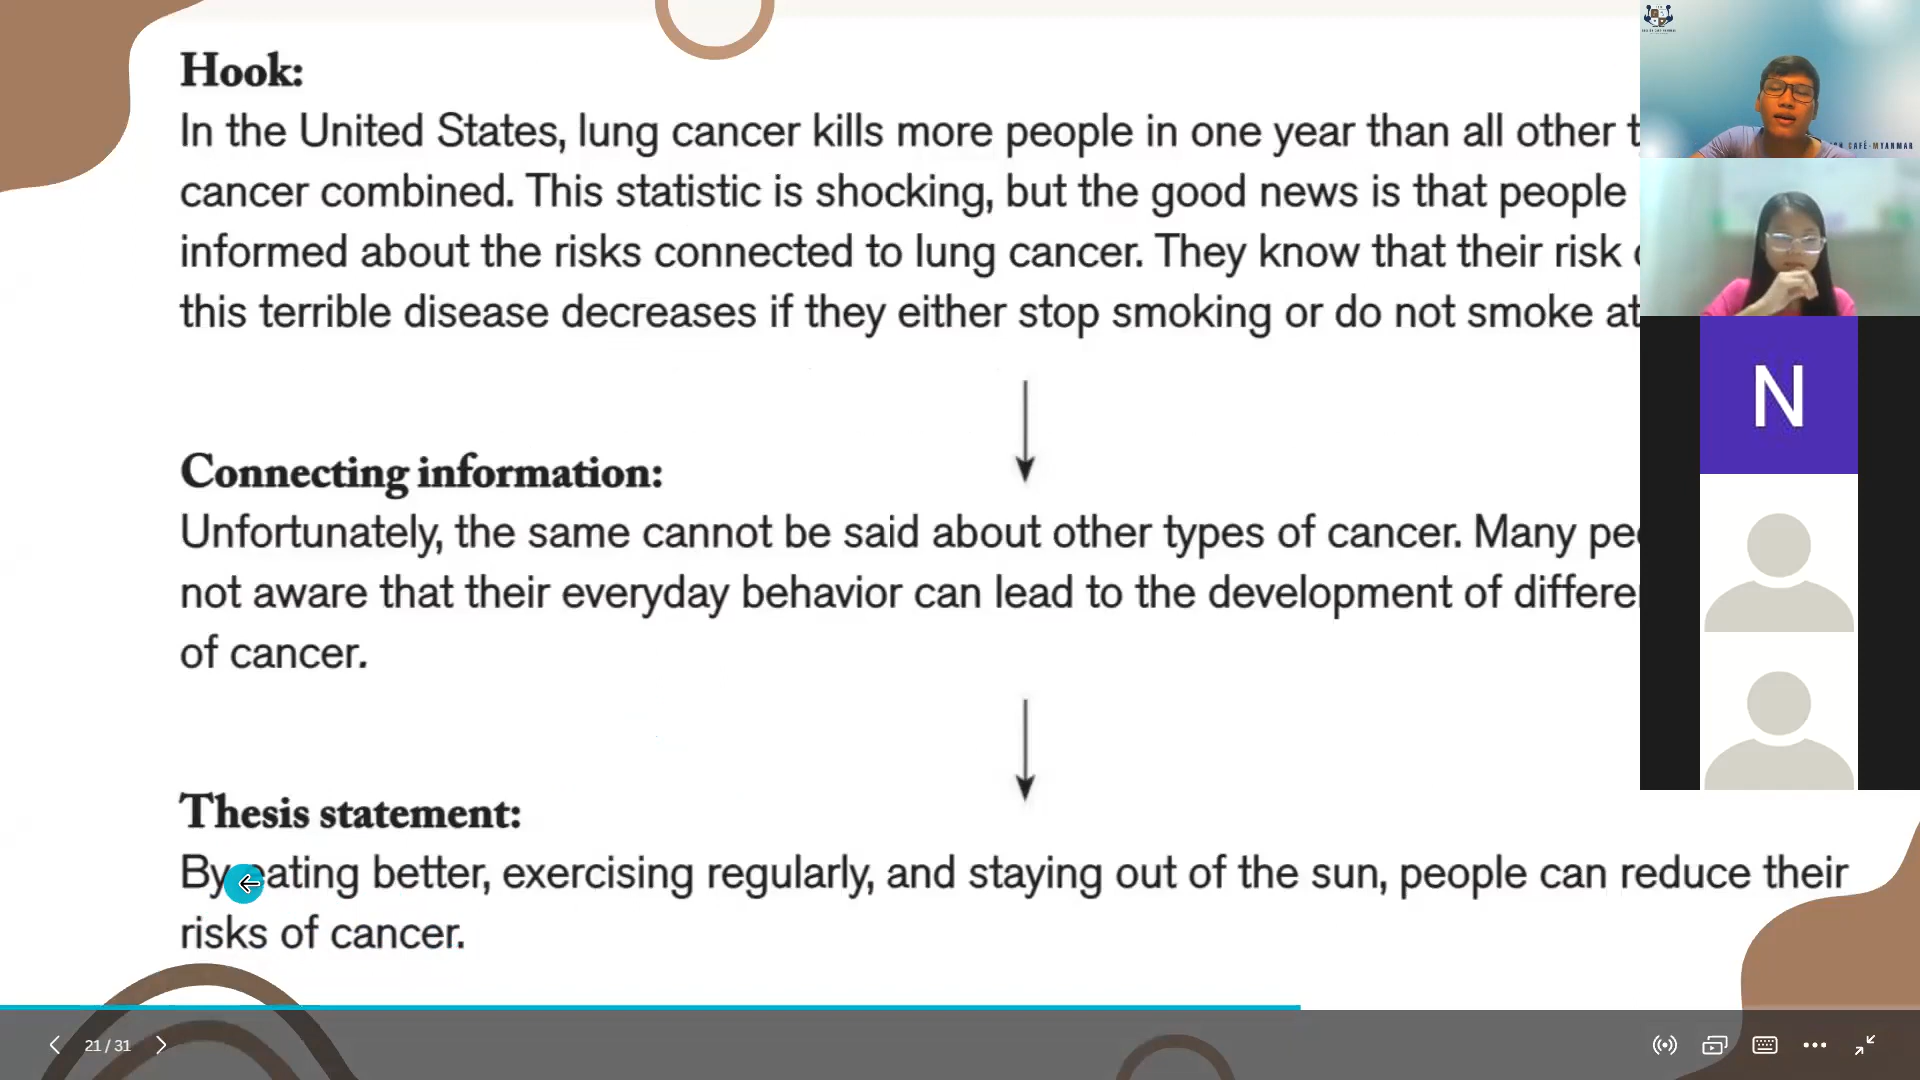 Hook:
In the United States, lung cancer kills more people in one year than all other
cancer combined. This statistic is shocking, but the good news is that people
informed about the risks connected to lung cancer. They know that their risk
this terrible disease decreases if they either stop smoking or do not smoke at
Connecting information:
Unfortunately, the same cannot be said about other types of cancer. Many
not aware that their everyday behavior can lead to the development of
of cancer.
Thesis statement:
By eating better, exercising regularly, and staying out of the sun, people can reduce their
risks of cancer.
CAFÉ-MYANMAR
N
21 / 31